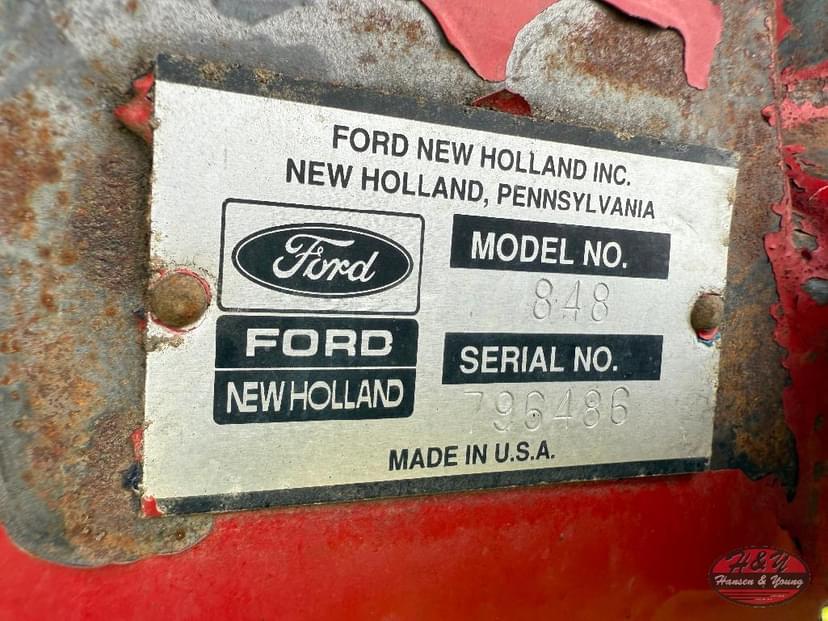 FORD NEW HOLLAND INC.
NEW HOLLAND, PENNSYLVANIA
Ford
MODEL NO.
848
FORD
NEW HOLLAND
SERIAL NO.
796486
MADE IN U.S.A.
H&Y
Hansen & Young